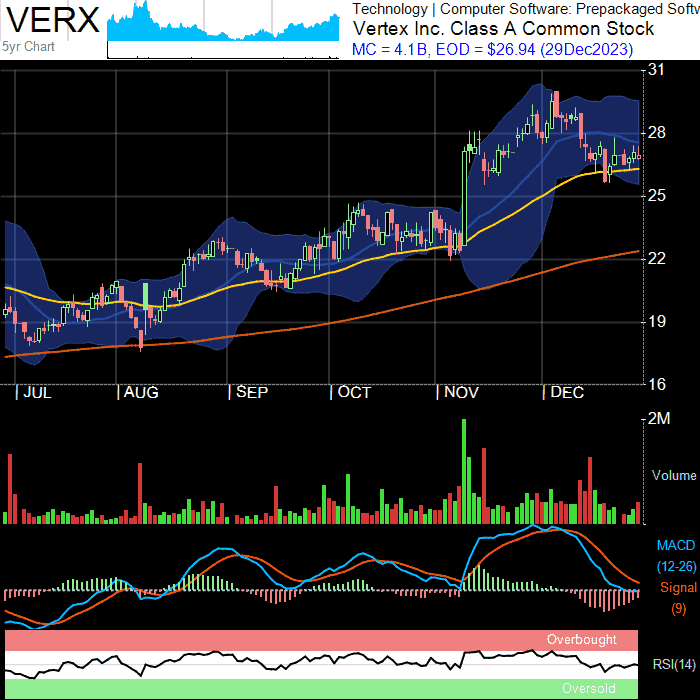 VERX
5yr Chart
Technology | Computer Software: Prepackaged Softw
Vertex Inc. Class A Common Stock
MC = 4.1B, EOD = $26.94 (29Dec2023)
31
28
25
22
19
16
| JUL | AUG | SEP | OCT | NOV | DEC
2M
Volume
MACD
(12-26)
Signal
(9)
Overbought
RSI(14)
Oversold